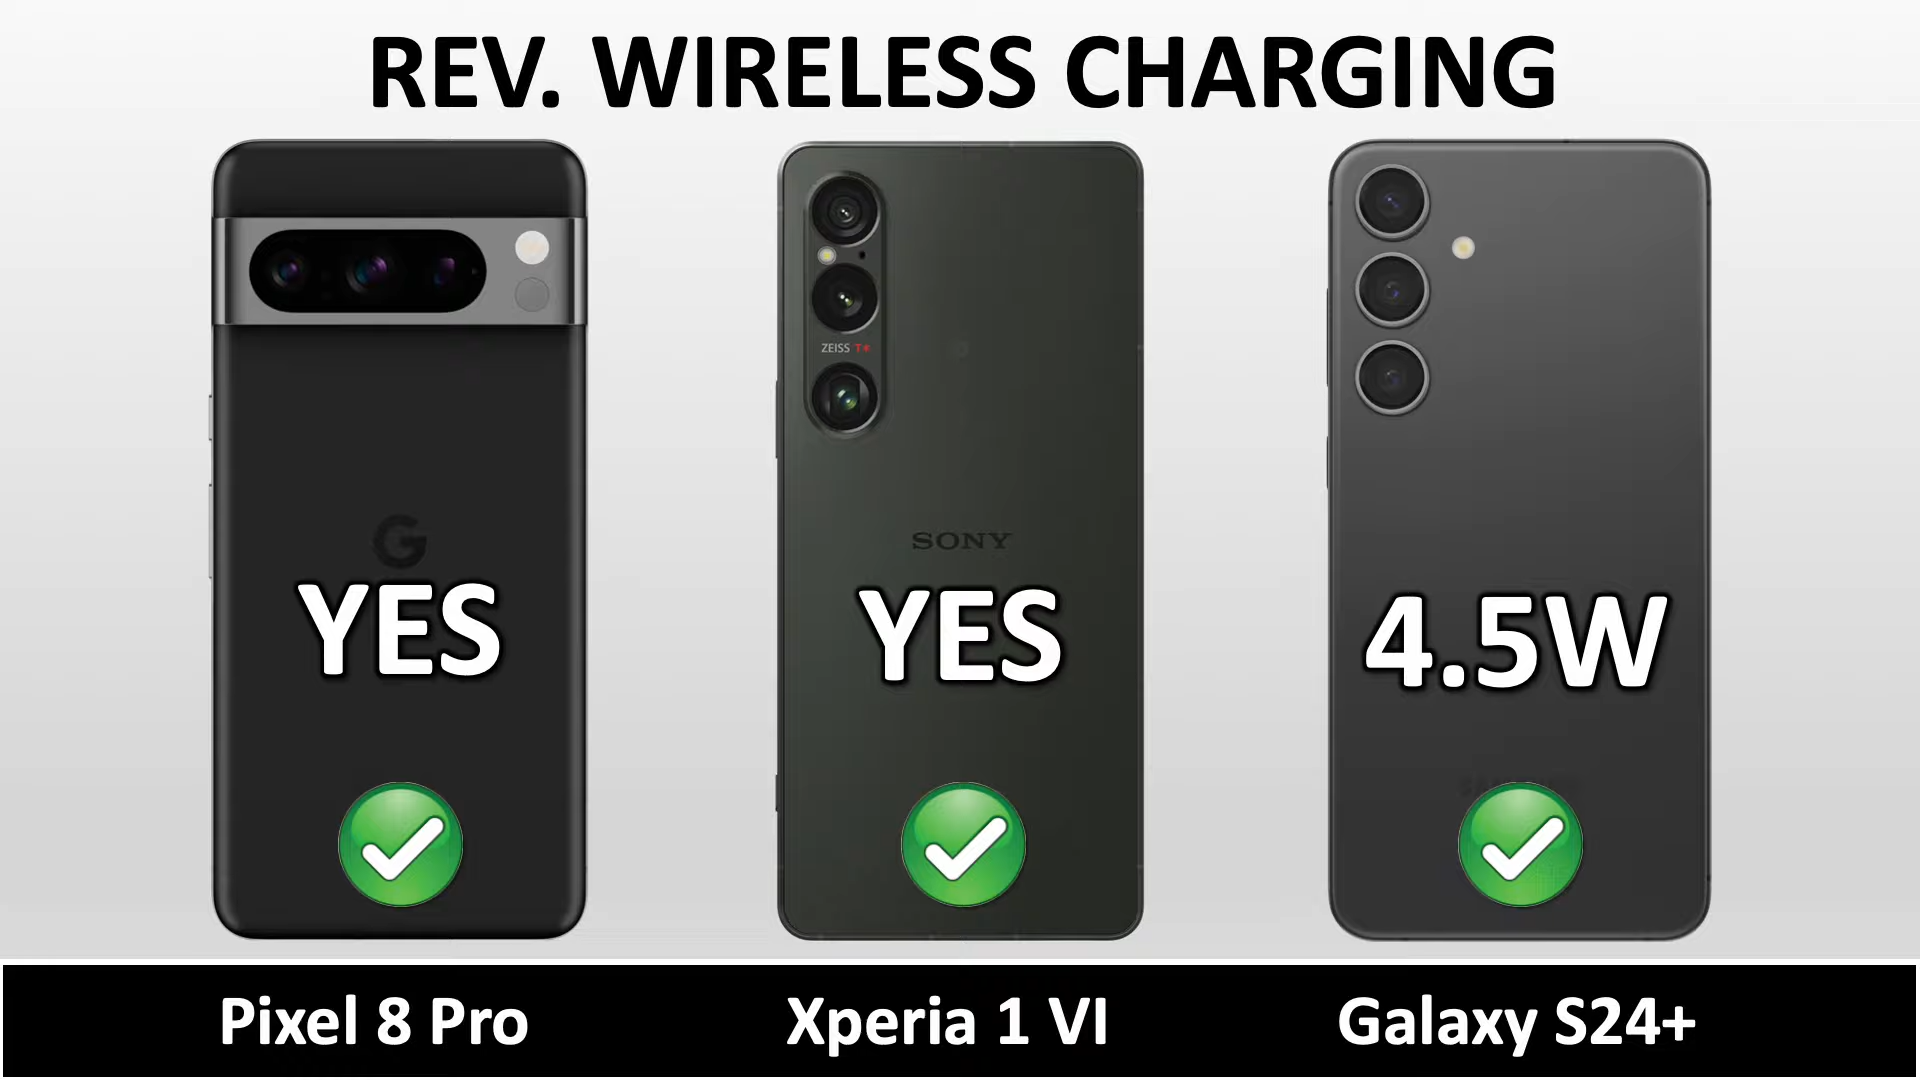 REV. WIRELESS CHARGING
ZEISS T*
G
SONY
YES
YES
4.5W
Pixel 8 Pro
Xperia 1 VI
Galaxy S24+